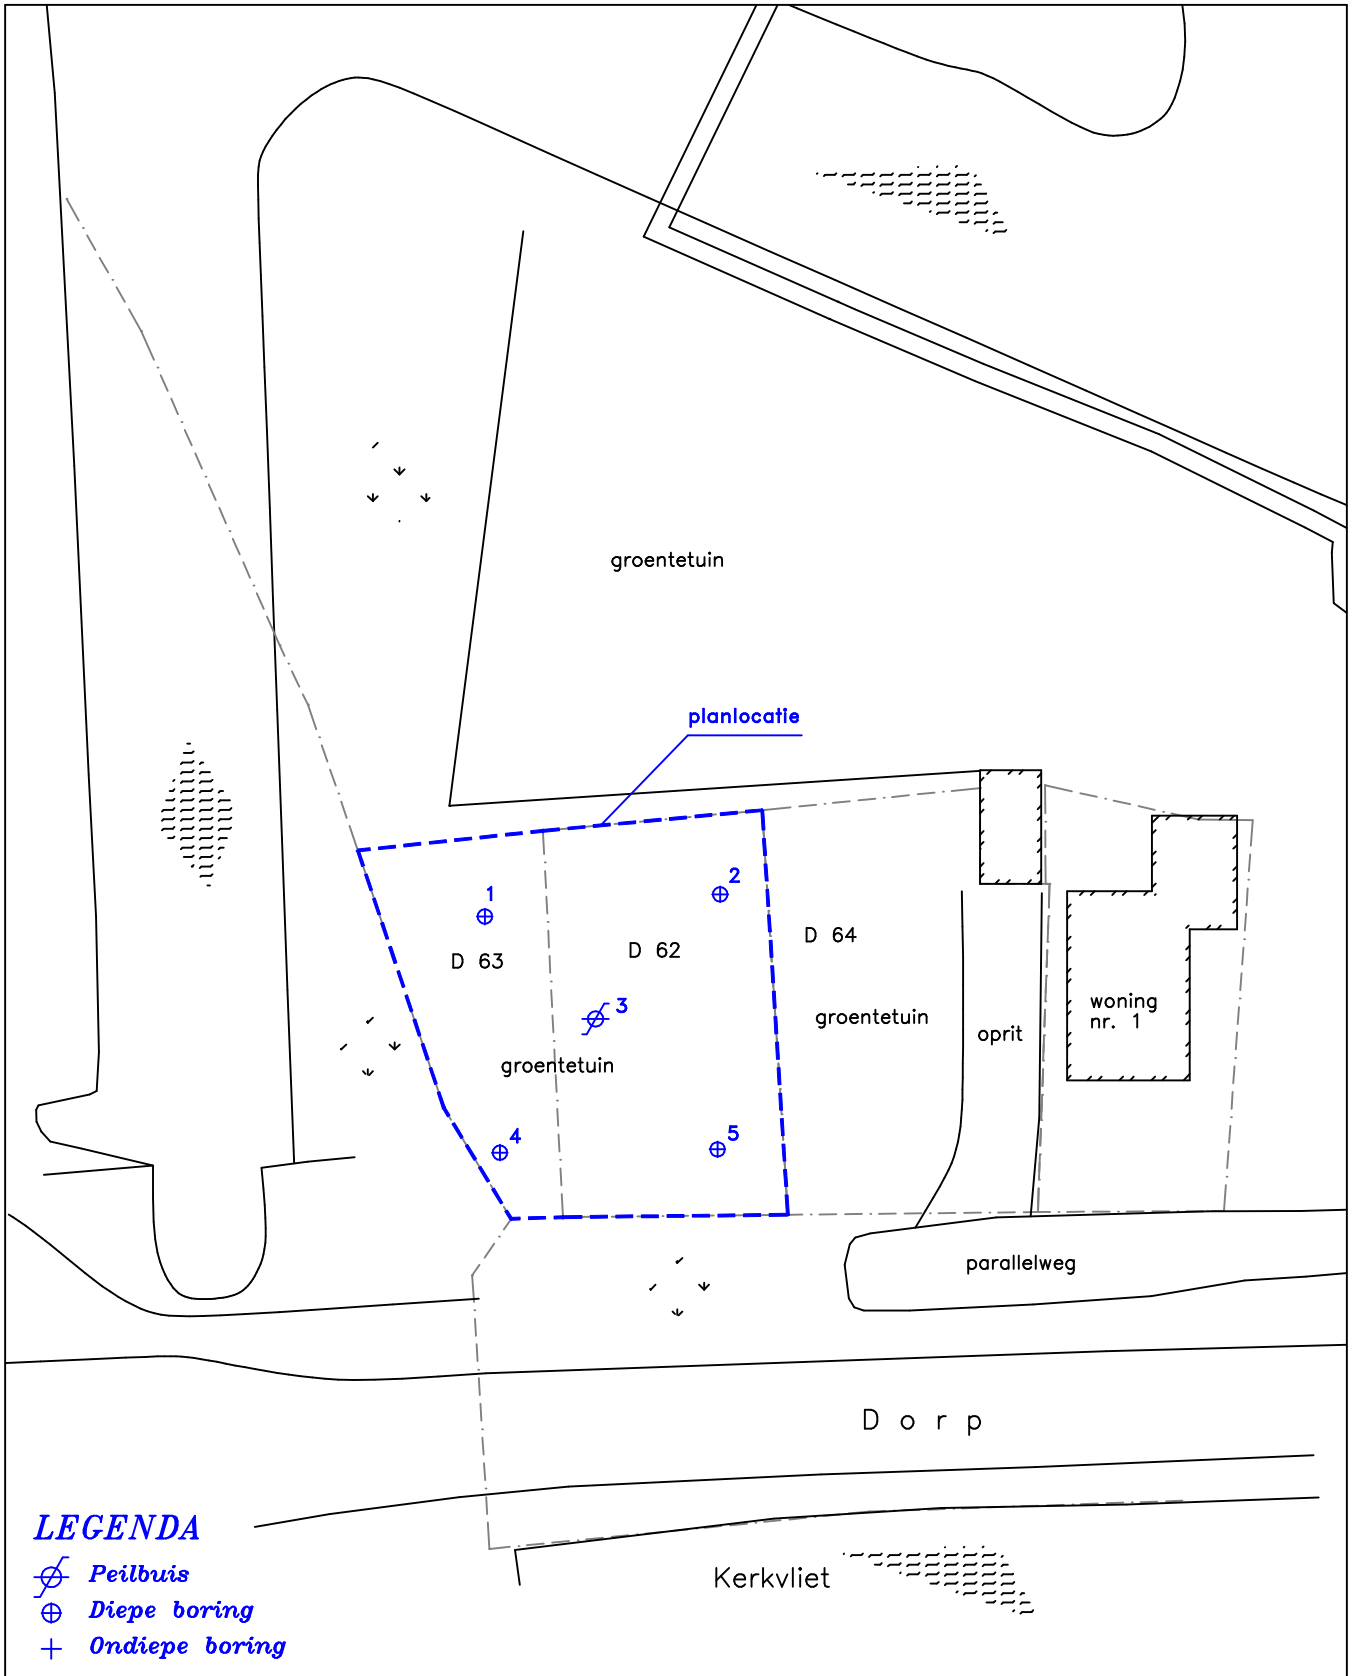 groentetuin
planlocatie
1
2
D 63
D 62
D 64
3
groentetuin
groentetuin
oprit
woning
nr. 1
4
5
parallelweg
Dorp
Kerkvliet
LEGENDA
Peilbuis
Diepe boring
Ondiepe boring